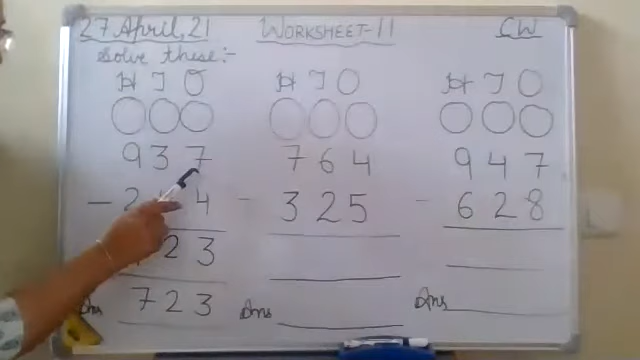 27 April, 21 WORKSHEET-11 CW
Solve these:-
H T O H T O H T O
9 3 7 7 6 4 9 4 7
- 2 4 - 3 2 5 - 6 2 8
2 3
Ans 7 2 3 Ans Ans